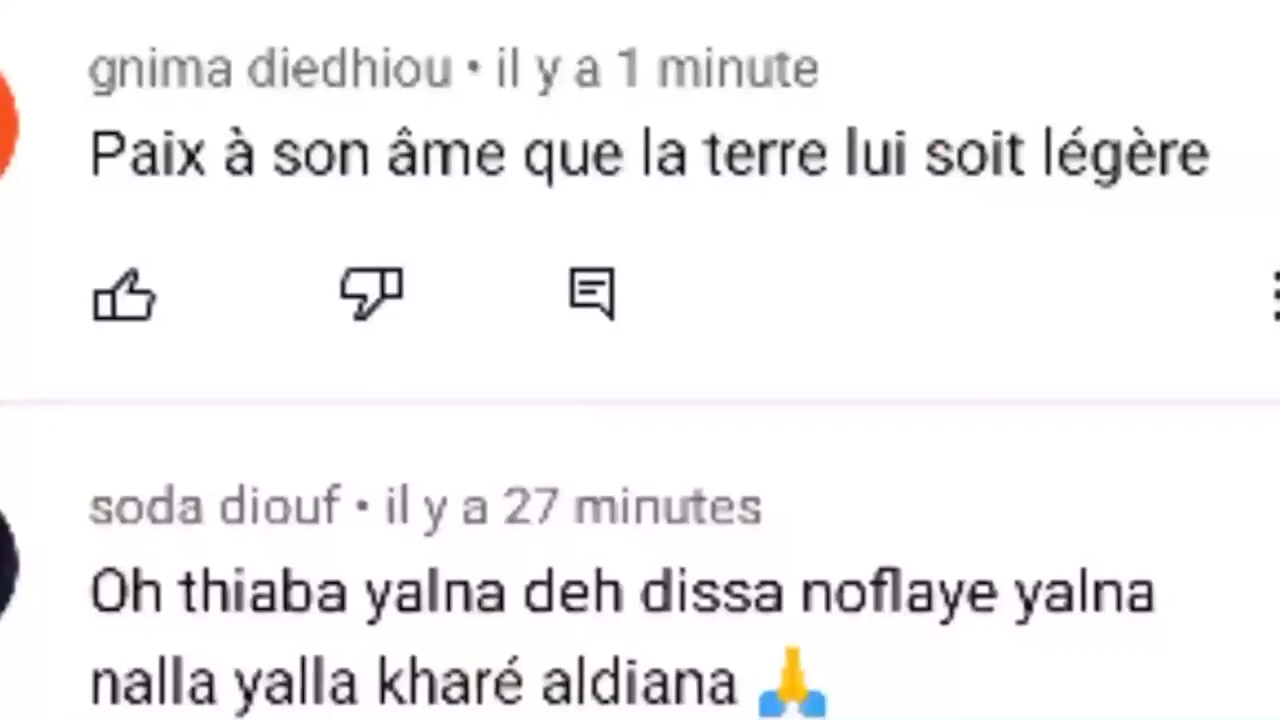 gnima diedhiou • il y a 1 minute
Paix à son âme que la terre lui soit légère
soda diouf • il y a 27 minutes
Oh thiaba yalna deh dissa noflaye yalna
nalla yalla kharé aldiana 🙏